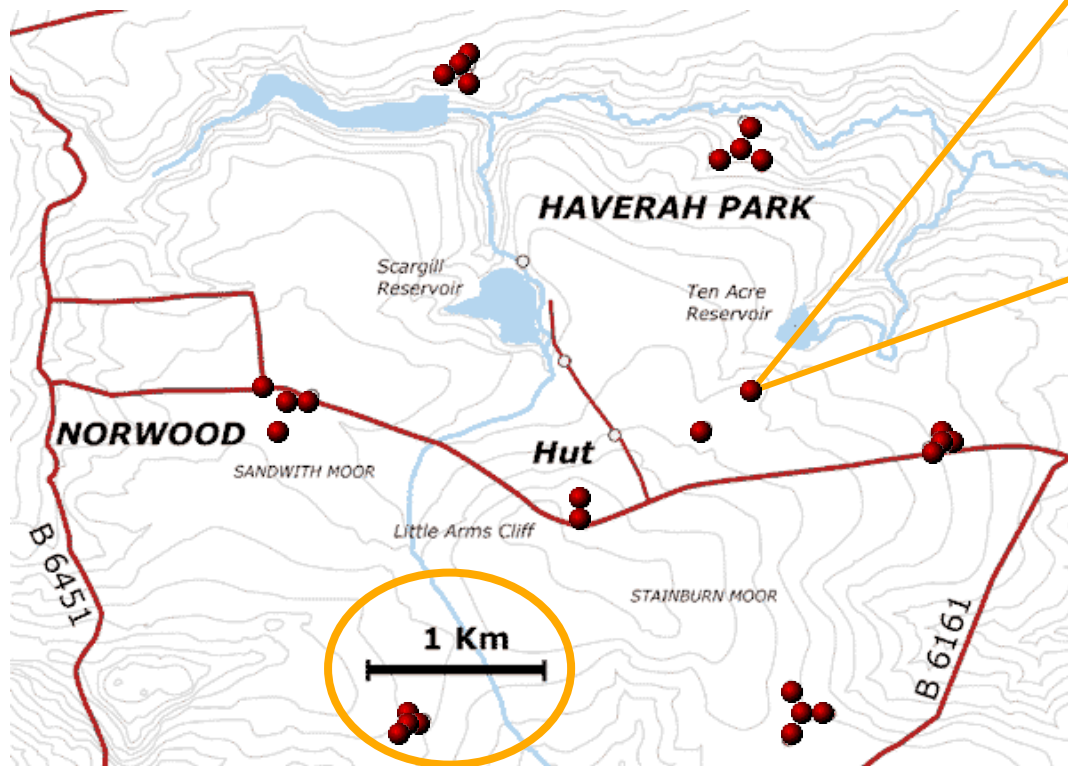 HAVERAH PARK
Scargill
Reservoir
Ten Acre
Reservoir
NORWOOD
SANDWITH MOOR
Hut
Little Arms Cliff
B 6451
STAINBURN MOOR
1 Km
B 6161